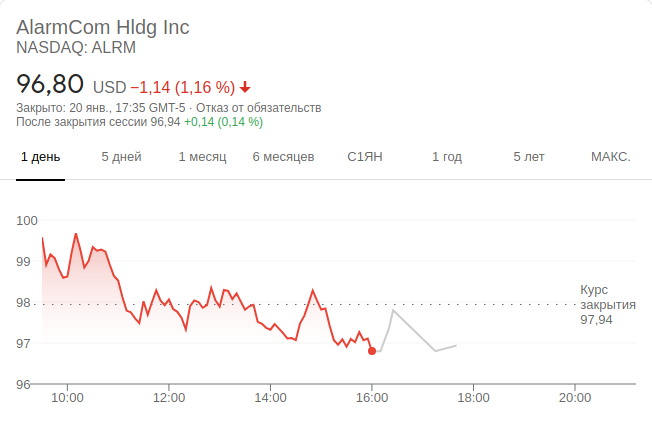 AlarmCom Hldg Inc
NASDAQ: ALRM
96,80 USD −1,14 (1,16 %)
Закрыто: 20 янв., 17:35 GMT-5 · Отказ от обязательств
После закрытия сессии 96,94 +0,14 (0,14 %)
1 день 5 дней 1 месяц 6 месяцев С1ЯН 1 год 5 лет МАКС.
100
99
98
97
96
Курс
закрытия
97,94
10:00 12:00 14:00 16:00 18:00 20:00